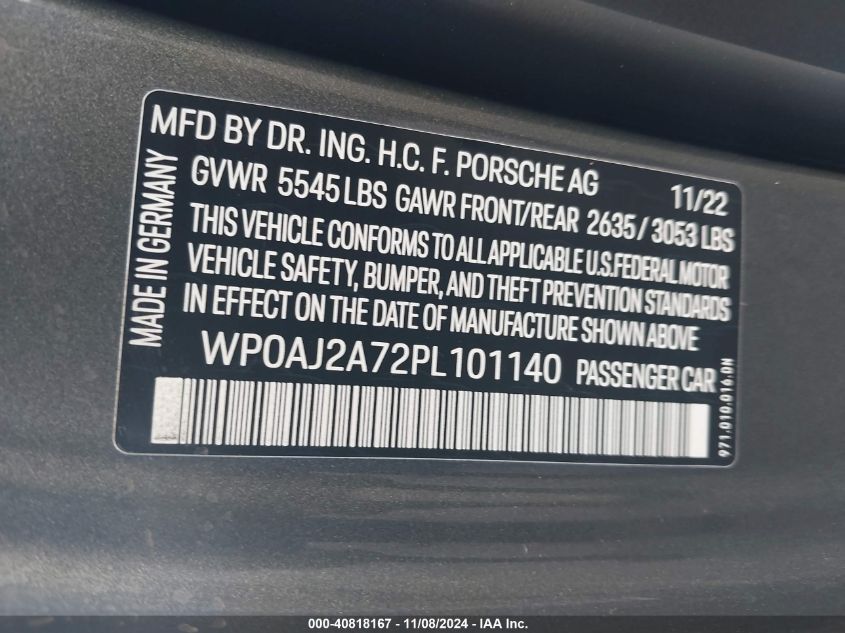 MFD BY DR. ING. H.C. F. PORSCHE AG 11/22
GVWR 5545 LBS GAWR FRONT/REAR 2635 / 3053 LBS
THIS VEHICLE CONFORMS TO ALL APPLICABLE U.S. FEDERAL MOTOR
VEHICLE SAFETY, BUMPER, AND THEFT PREVENTION STANDARDS
IN EFFECT ON THE DATE OF MANUFACTURE SHOWN ABOVE
WP0AJ2A72PL101140 PASSENGER CAR
MADE IN GERMANY
971.010.016.0N
000-40818167 - 11/08/2024 - IAA Inc.